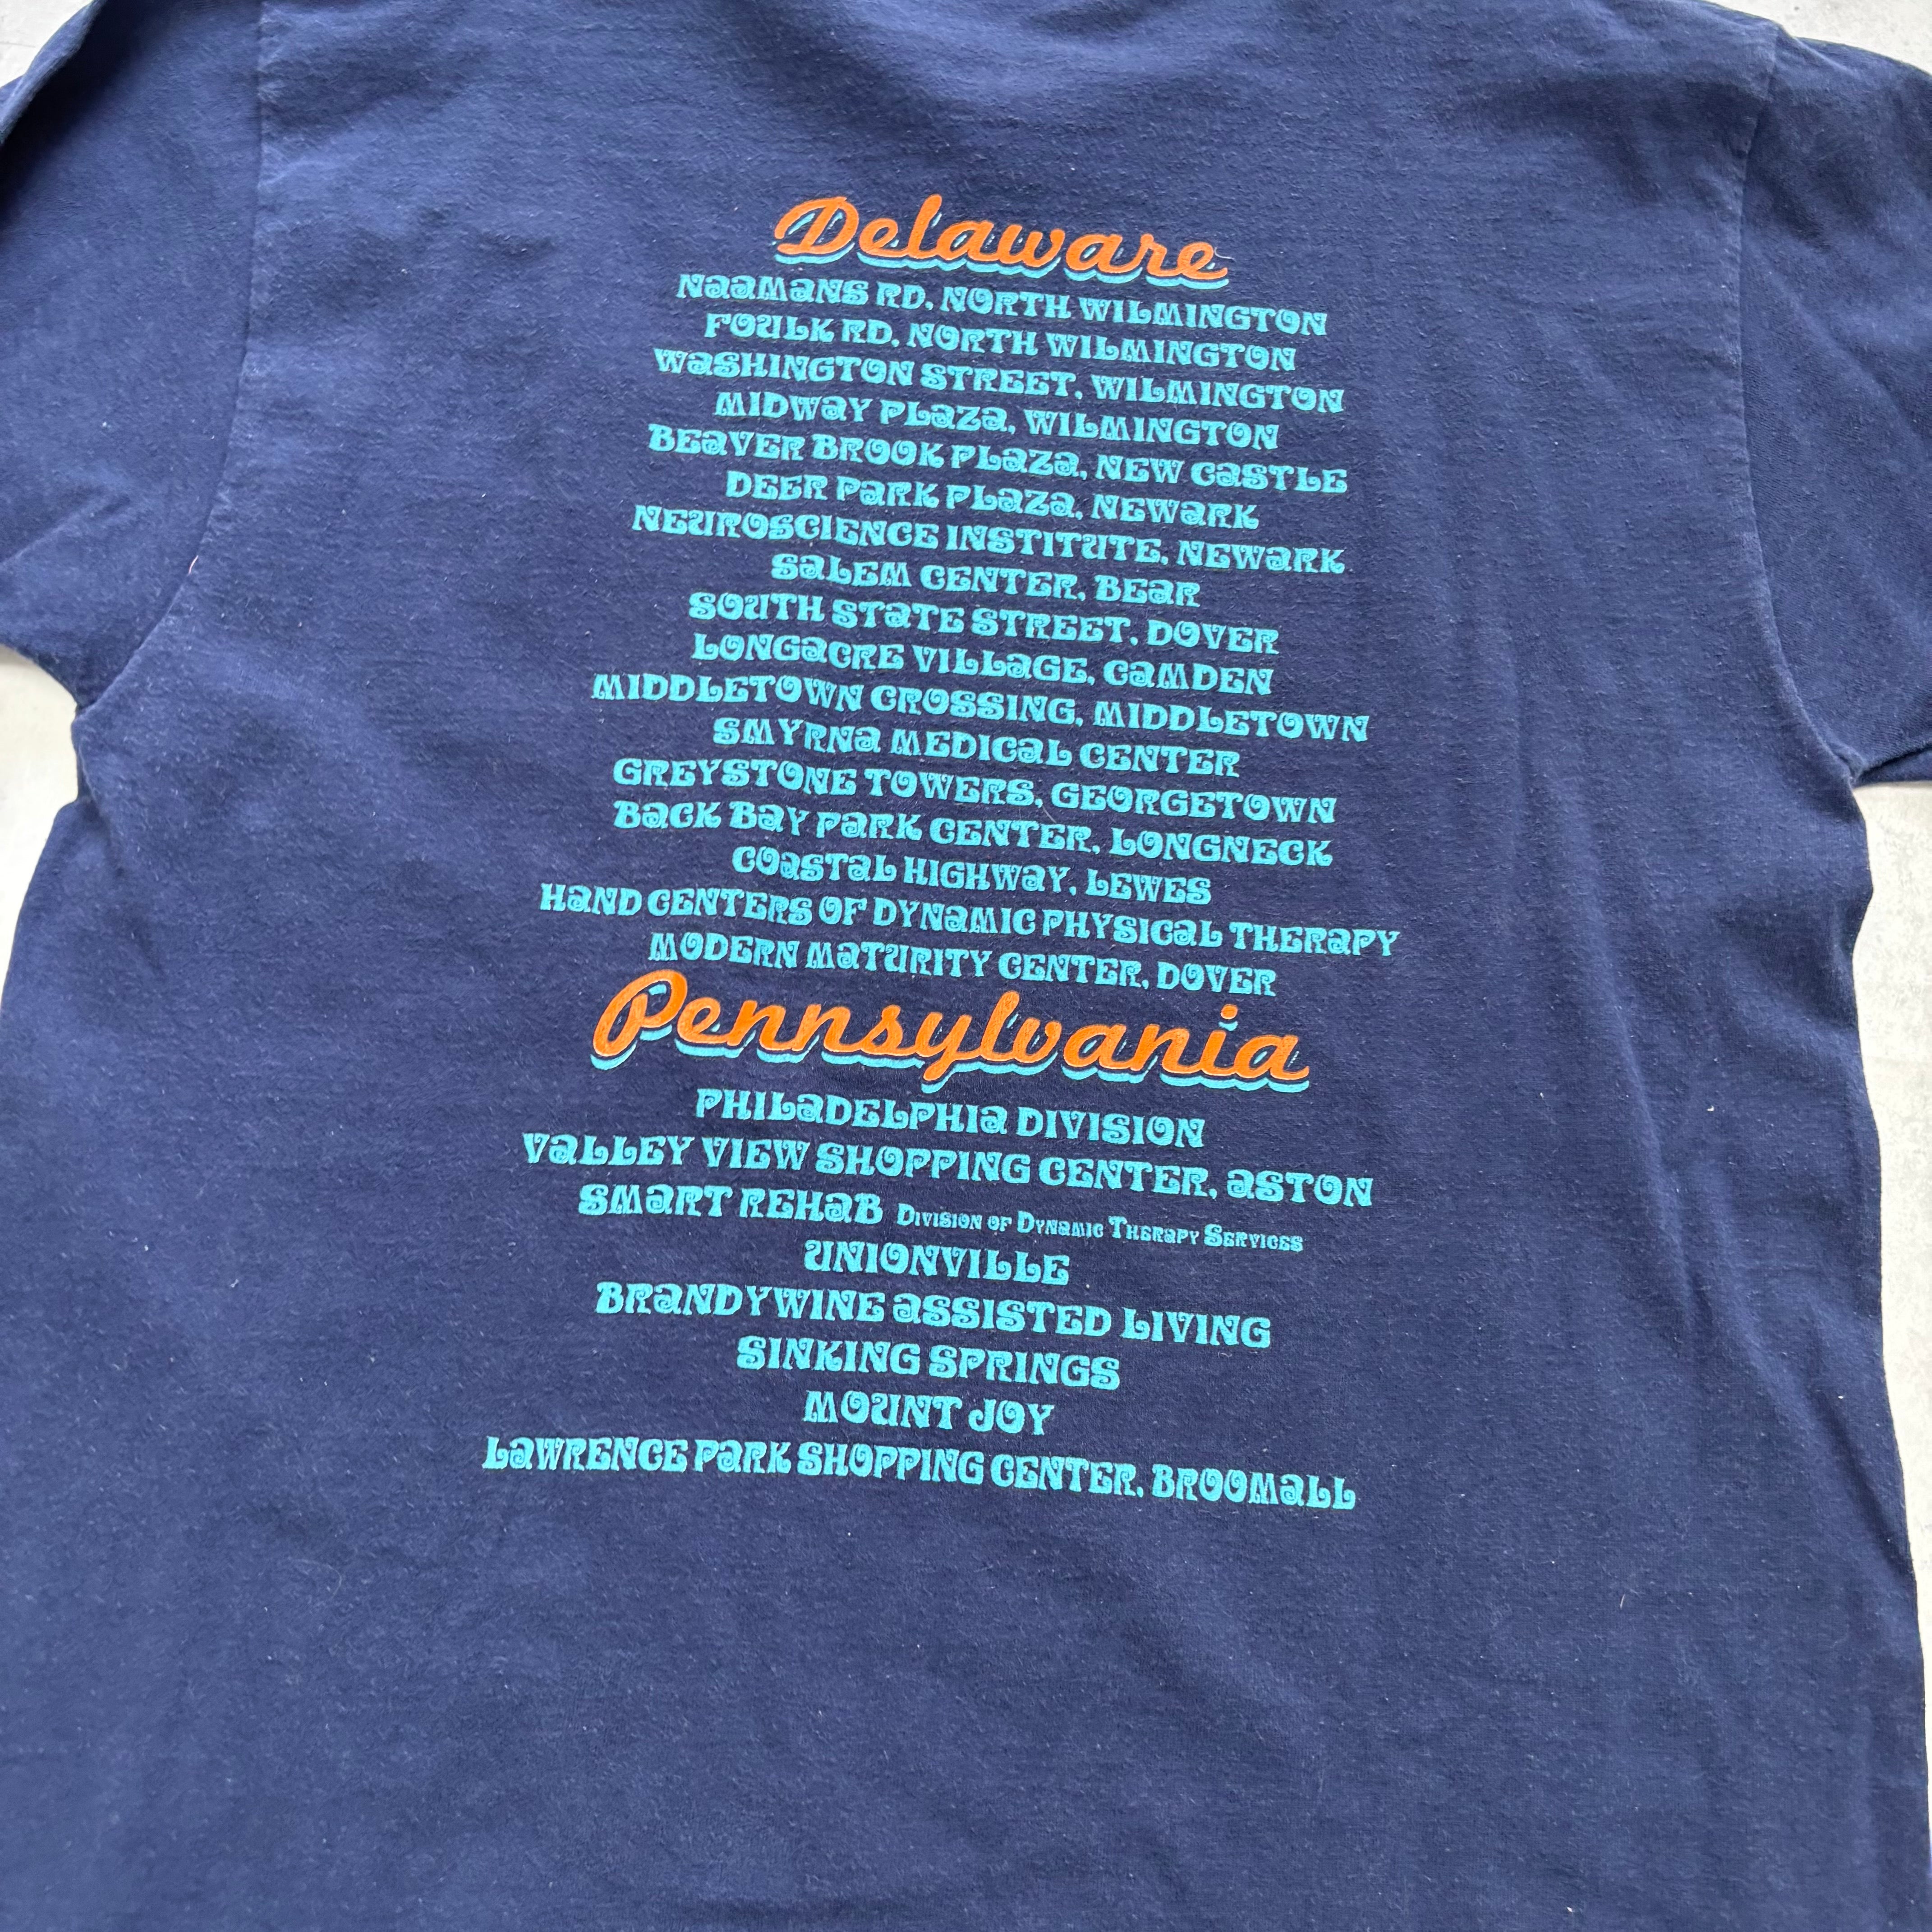 Delaware
NAAMANS RD, NORTH WILMINGTON
FOULK RD, NORTH WILMINGTON
WASHINGTON STREET, WILMINGTON
MIDWAY PLAZA, WILMINGTON
BEAVER BROOK PLAZA, NEW CASTLE
DEER PARK PLAZA, NEWARK
NEUROSCIENCE INSTITUTE, NEWARK
SALEM CENTER, BEAR
SOUTH STATE STREET, DOVER
LONGACRE VILLAGE, CAMDEN
MIDDLETOWN CROSSING, MIDDLETOWN
SMYRNA MEDICAL CENTER
GREYSTONE TOWERS, GEORGETOWN
BACK BAY PARK CENTER, LONGNECK
COASTAL HIGHWAY, LEWES
HAND CENTERS OF DYNAMIC PHYSICAL THERAPY
MODERN MATURITY CENTER, DOVER
Pennsylvania
PHILADELPHIA DIVISION
VALLEY VIEW SHOPPING CENTER, ASTON
SMART REHAB DIVISION OF DYNAMIC THERAPY SERVICES
UNIONVILLE
BRANDYWINE ASSISTED LIVING
SINKING SPRINGS
MOUNT JOY
LAWRENCE PARK SHOPPING CENTER, BROOMALL